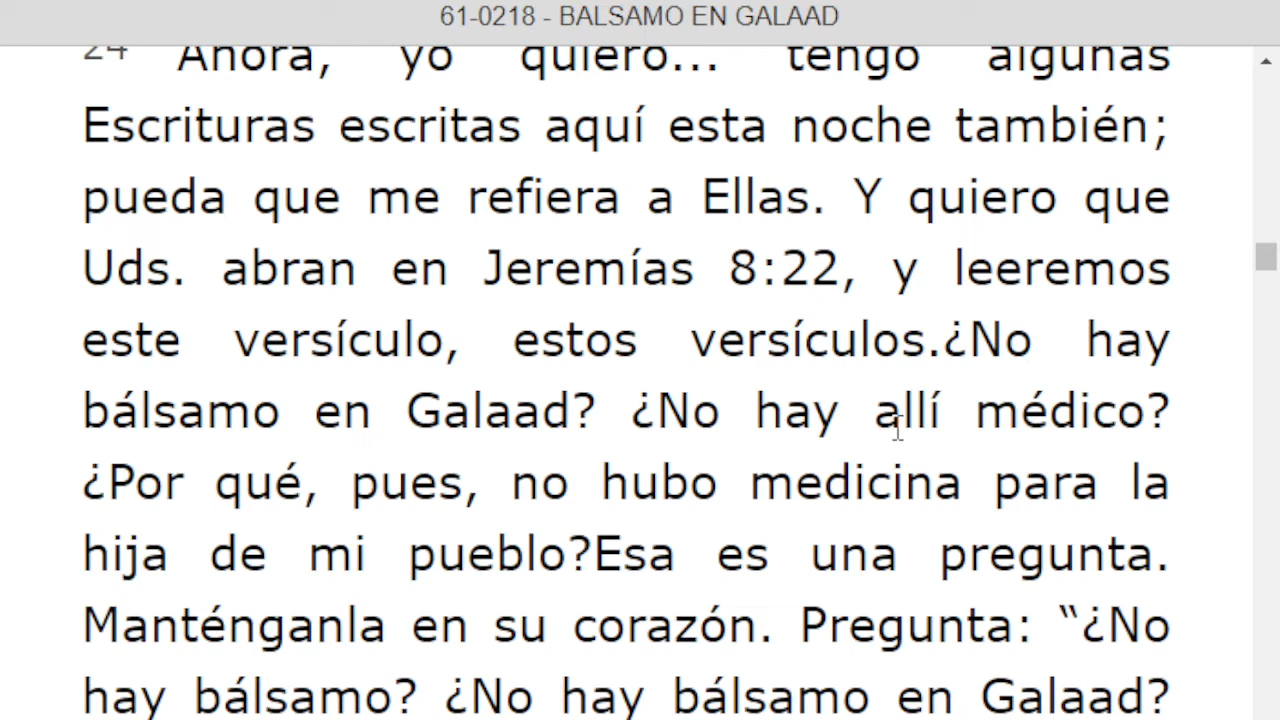 61-0218 - BALSAMO EN GALAAD
24 Ahora, yo quiero... tengo algunas
Escrituras escritas aquí esta noche también;
pueda que me refiera a Ellas. Y quiero que
Uds. abran en Jeremías 8:22, y leeremos
este versículo, estos versículos.¿No hay
bálsamo en Galaad? ¿No hay allí médico?
¿Por qué, pues, no hubo medicina para la
hija de mi pueblo?Esa es una pregunta.
Manténganla en su corazón. Pregunta: “¿No
hay bálsamo? ¿No hay bálsamo en Galaad?